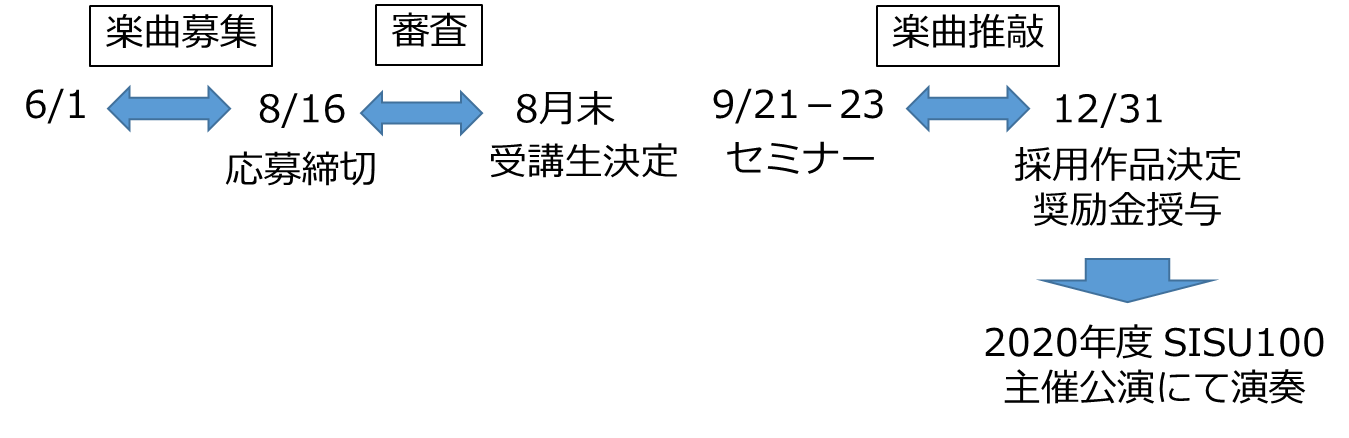 楽曲募集
審査
楽曲推敲
6/1
8/16
8月末
9/21－23
12/31
応募締切
受講生決定
セミナー
採用作品決定
奨励金授与
2020年度 SISU100
主催公演にて演奏